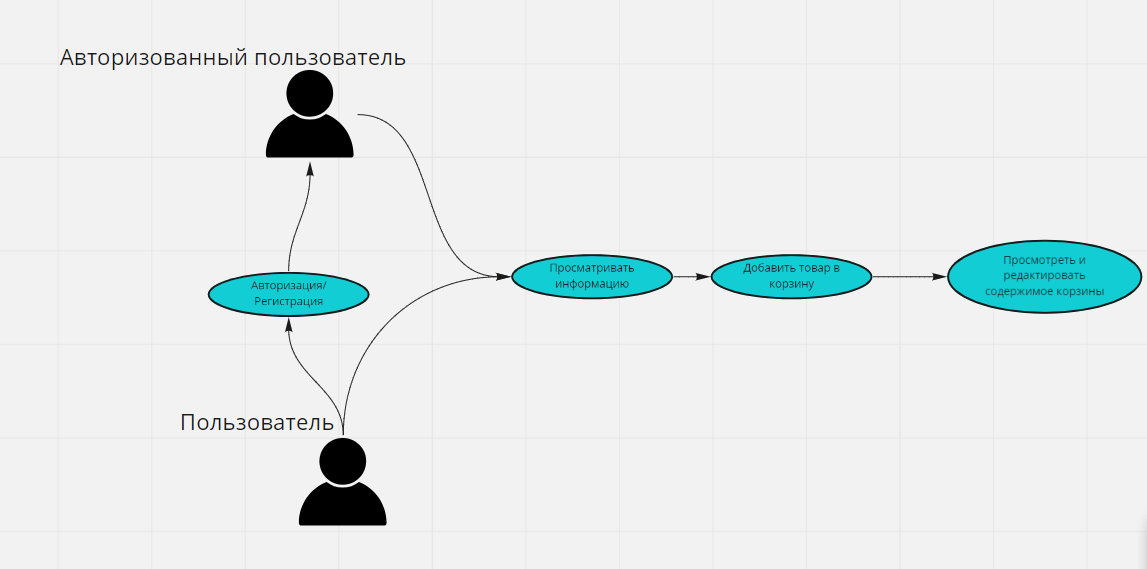 Авторизованный пользователь
Авторизация/
Регистрация
Просматривать
информацию
Добавить товар в
корзину
Просмотреть и
редактировать
содержимое корзины
Пользователь